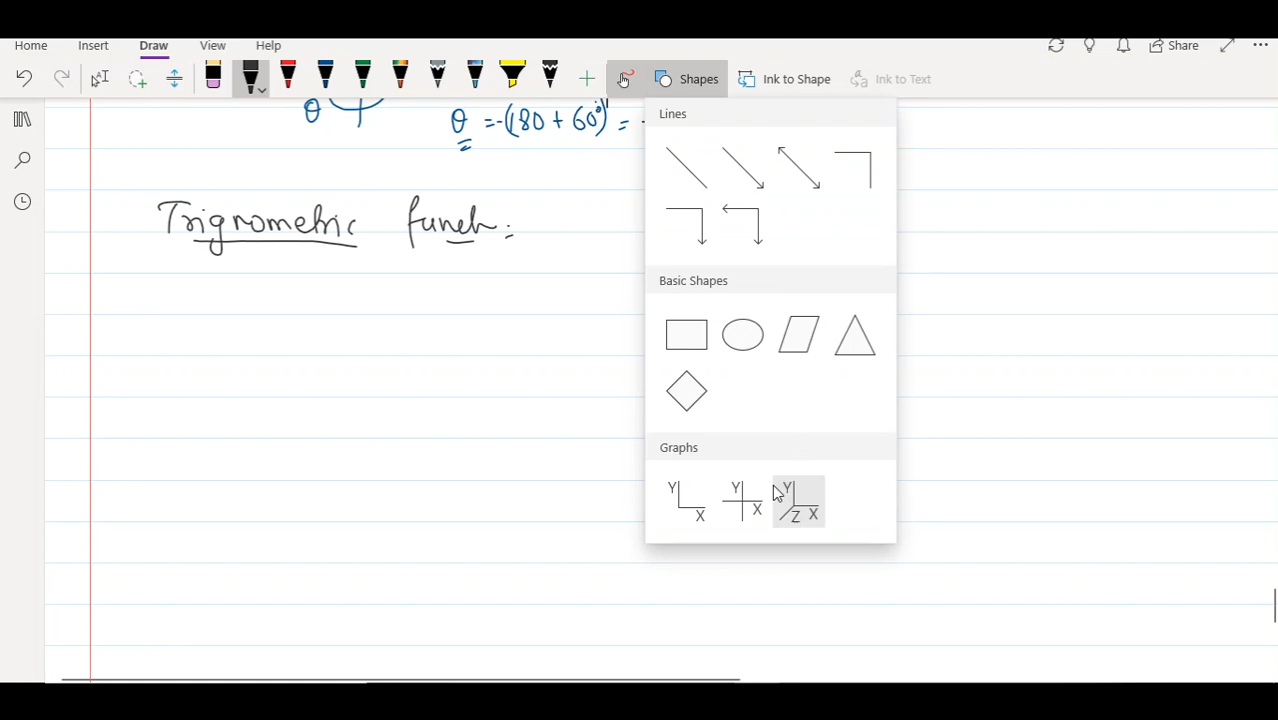 Home Insert Draw View Help Share
Shapes Ink to Shape Ink to Text
Lines
θ θ = -(180 + 60°) = -
Trigrometric funcn:
Basic Shapes
Graphs
Y X Y X Y Z X